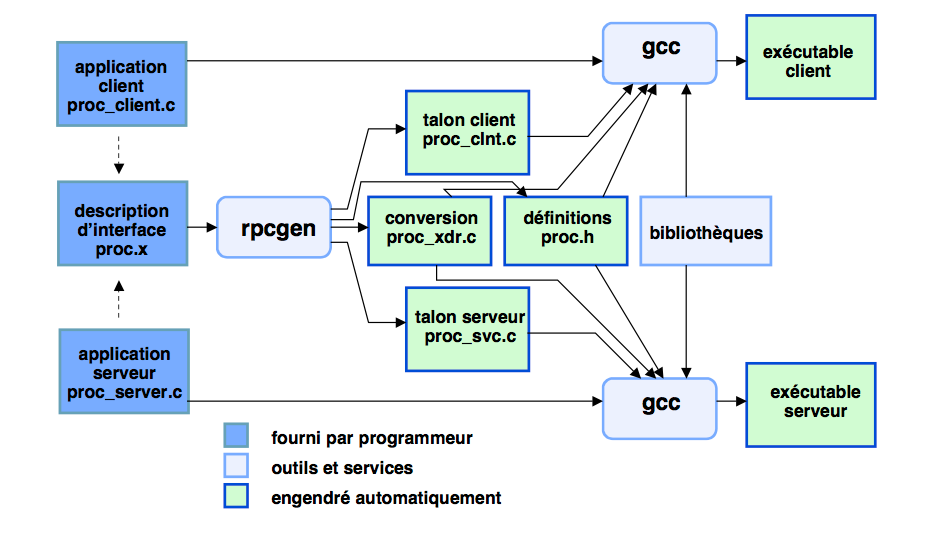 application
client
proc_client.c
gcc
exécutable
client
talon client
proc_clnt.c
description
d'interface
proc.x
rpcgen
conversion
proc_xdr.c
définitions
proc.h
bibliothèques
talon serveur
proc_svc.c
application
serveur
proc_server.c
gcc
exécutable
serveur
fourni par programmeur
outils et services
engendré automatiquement